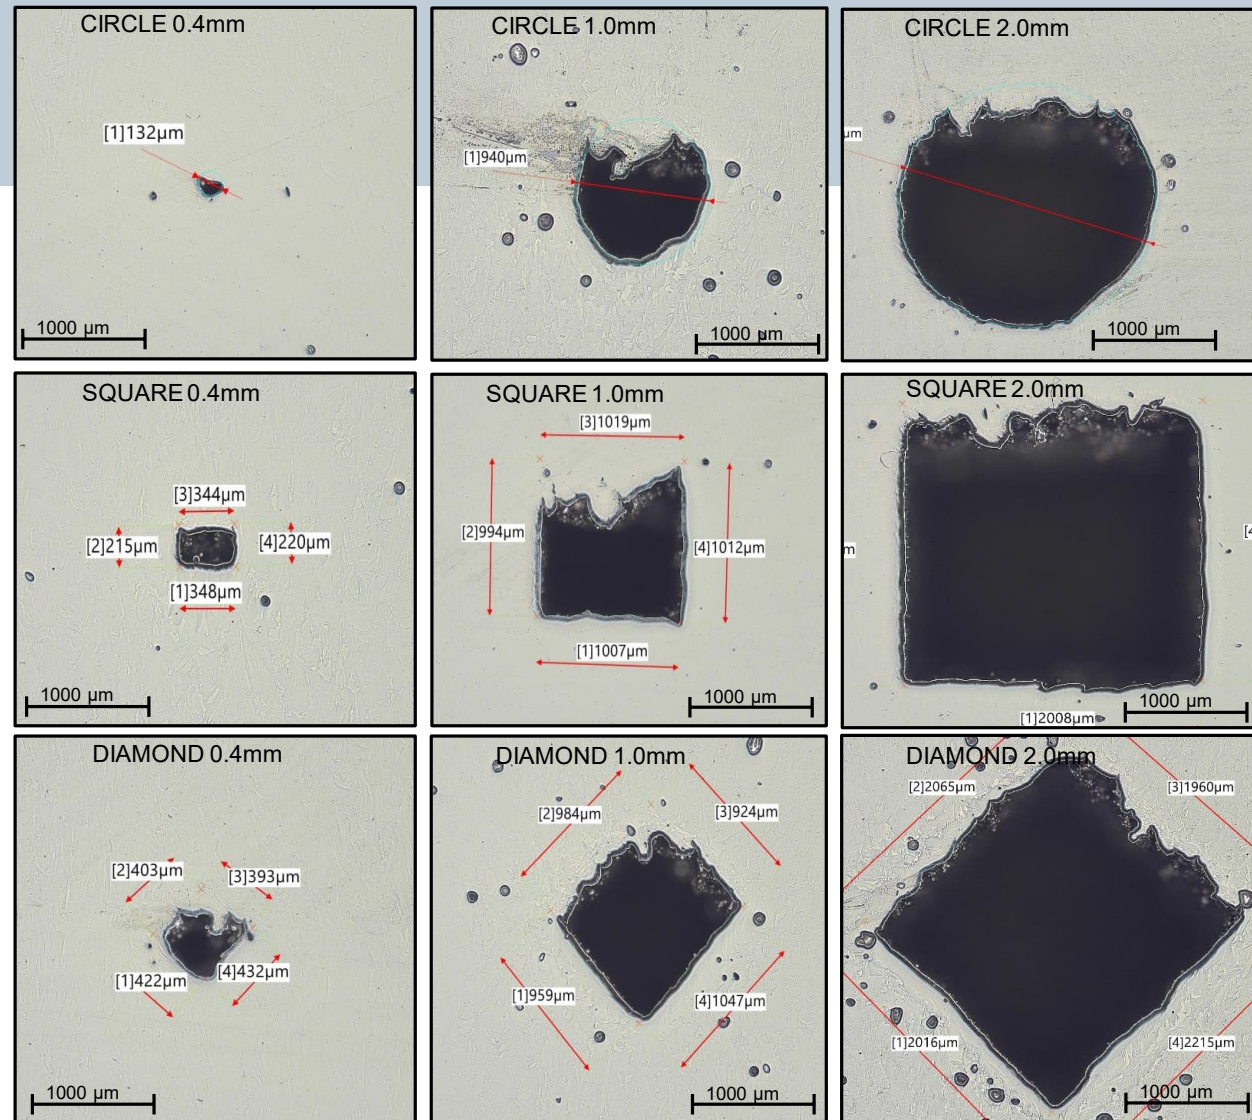 CIRCLE 0.4mm
[1]132µm
1000 µm
CIRCLE 1.0mm
[1]940µm
1000 µm
CIRCLE 2.0mm
µm
1000 µm
SQUARE 0.4mm
[3]344µm
[2]215µm
[4]220µm
[1]348µm
1000 µm
SQUARE 1.0mm
[3]1019µm
[2]994µm
[4]1012µm
[1]1007µm
1000 µm
SQUARE 2.0mm
m
[4
[1]2008µm
1000 µm
DIAMOND 0.4mm
[2]403µm
[3]393µm
[1]422µm
[4]432µm
1000 µm
DIAMOND 1.0mm
[2]984µm
[3]924µm
[1]959µm
[4]1047µm
1000 µm
DIAMOND 2.0mm
[2]2065µm
[3]1960µm
[1]2016µm
[4]2215µm
1000 µm